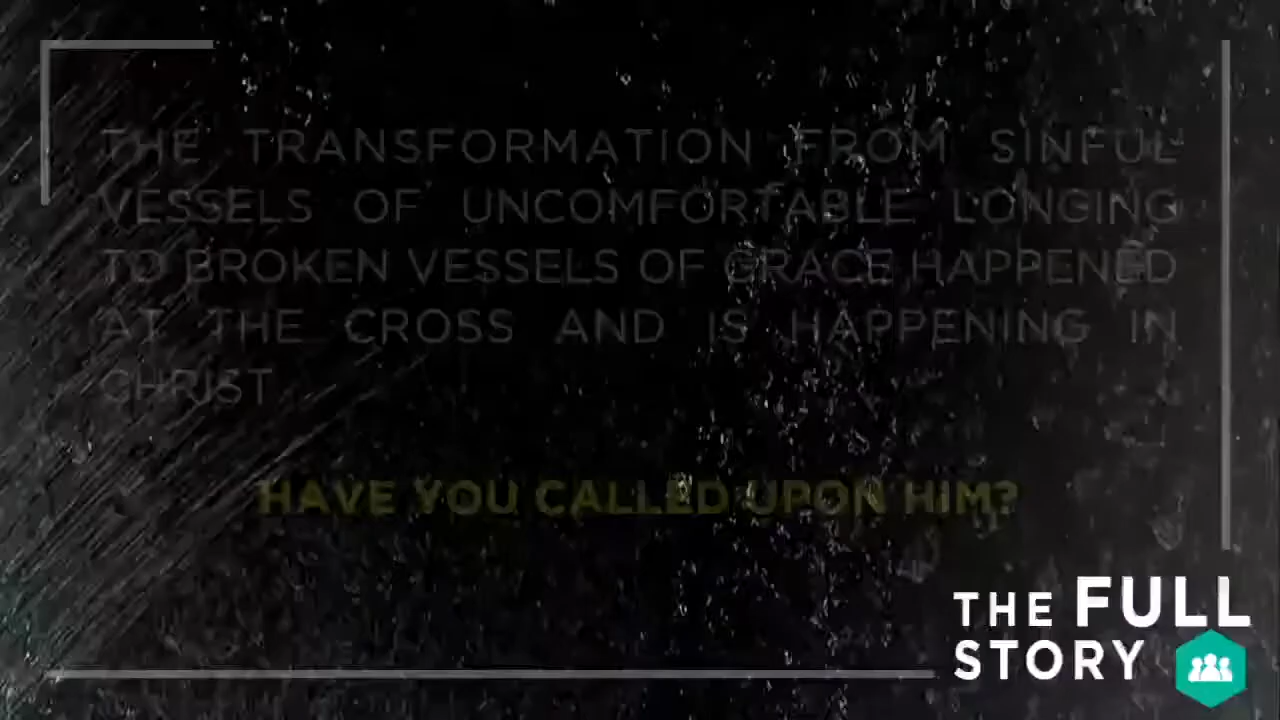 THE TRANSFORMATION FROM SINFUL
VESSELS OF UNCOMFORTABLE LONGING
TO BROKEN VESSELS OF GRACE HAPPENED
AT THE CROSS AND IS HAPPENING IN
CHRIST
HAVE YOU CALLED UPON HIM?
THE FULL
STORY